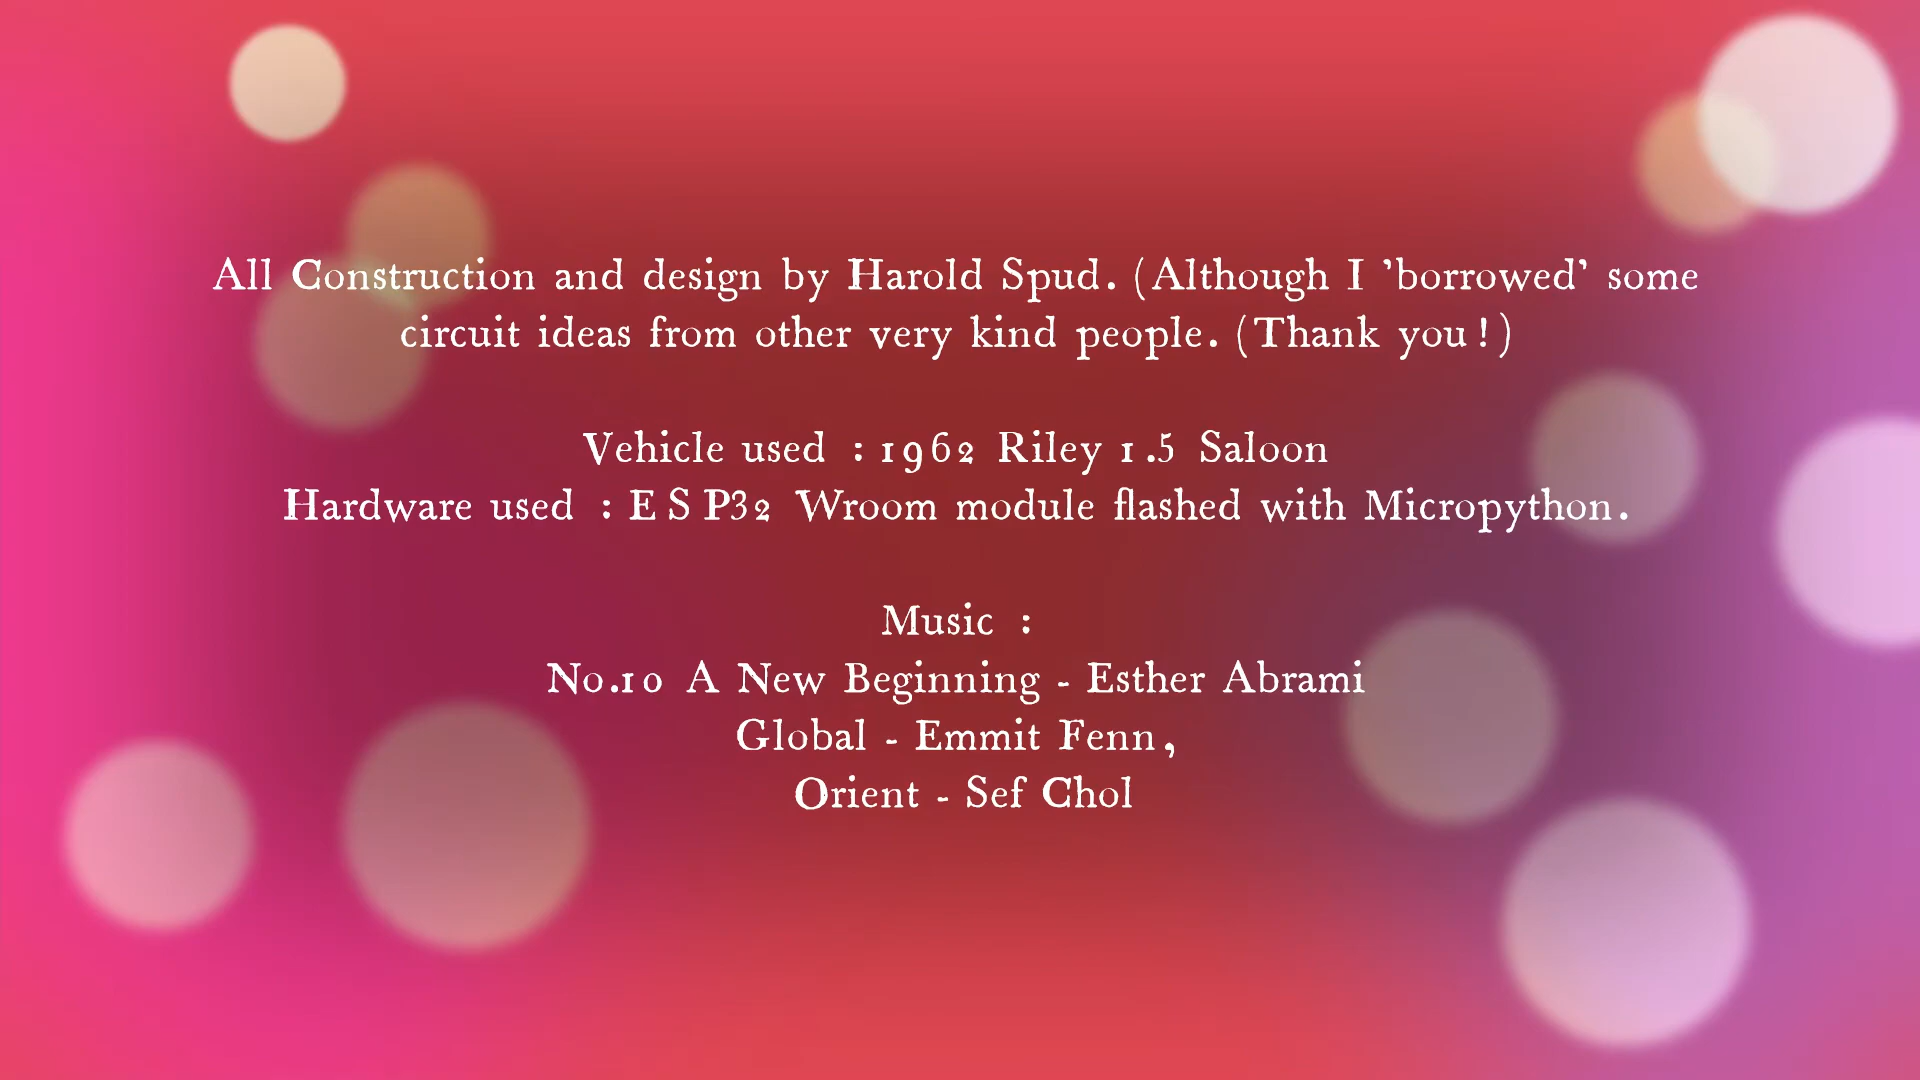 All Construction and design by Harold Spud. (Although I 'borrowed' some
circuit ideas from other very kind people. (Thank you!)
Vehicle used : 1962 Riley 1.5 Saloon
Hardware used : ESP32 Wroom module flashed with Micropython.
Music :
No.10 A New Beginning - Esther Abrami
Global - Emmit Fenn,
Orient - Sef Chol